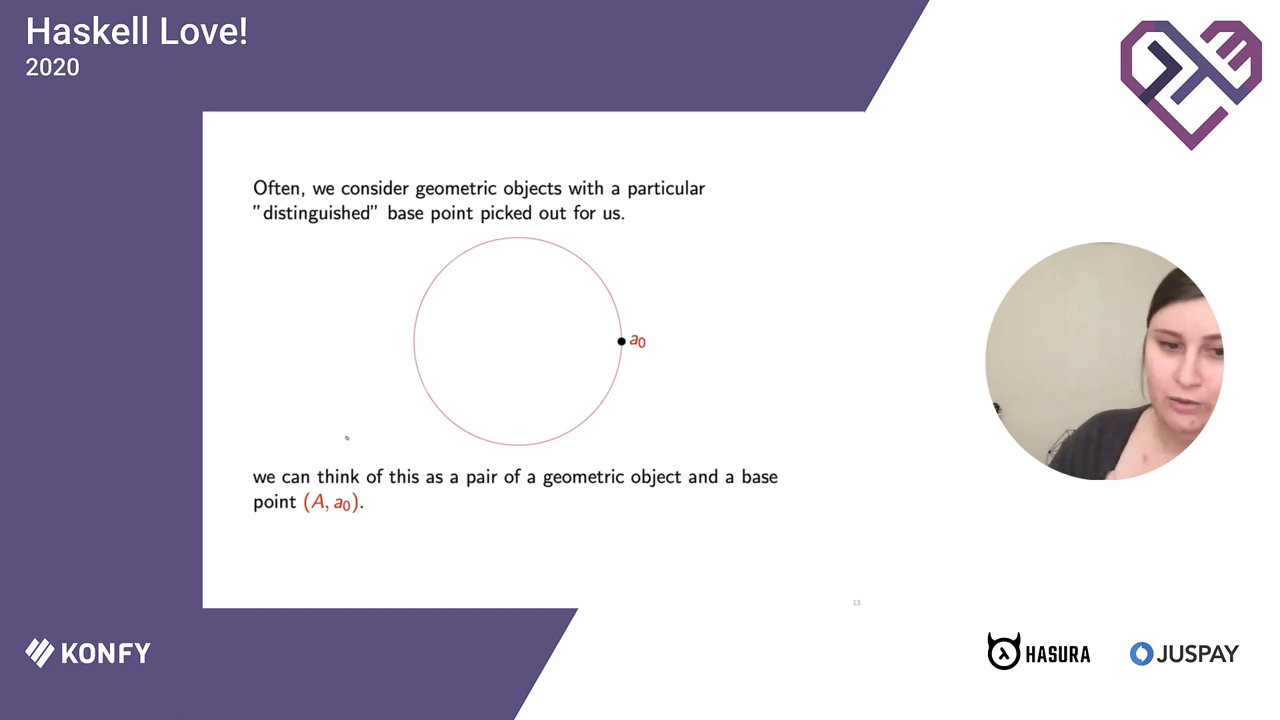 Haskell Love!
2020
Often, we consider geometric objects with a particular
"distinguished" base point picked out for us.
a₀
we can think of this as a pair of a geometric object and a base
point (A, a₀).
13
KONFY
HASURA
JUSPAY